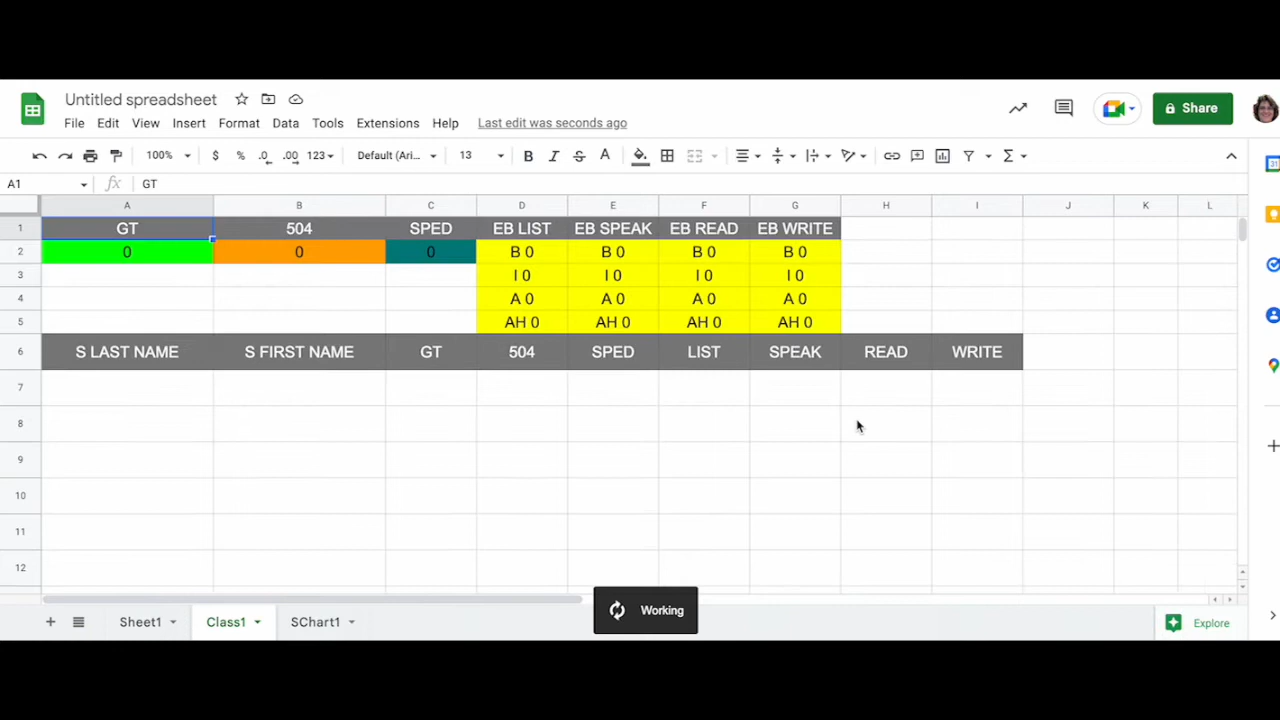 Untitled spreadsheet
Share
File Edit View Insert Format Data Tools Extensions Help Last edit was seconds ago
100% $ % .0 .00 123 Default (Ari... 13 B I S A Σ
A1 fx GT
A B C D E F G H I J K L
1 GT 504 SPED EB LIST EB SPEAK EB READ EB WRITE
2 0 0 0 B 0 B 0 B 0 B 0
3 I 0 I 0 I 0 I 0
4 A 0 A 0 A 0 A 0
5 AH 0 AH 0 AH 0 AH 0
6 S LAST NAME S FIRST NAME GT 504 SPED LIST SPEAK READ WRITE
7
8
9
10
11
12
Working
Sheet1 Class1 SChart1 Explore